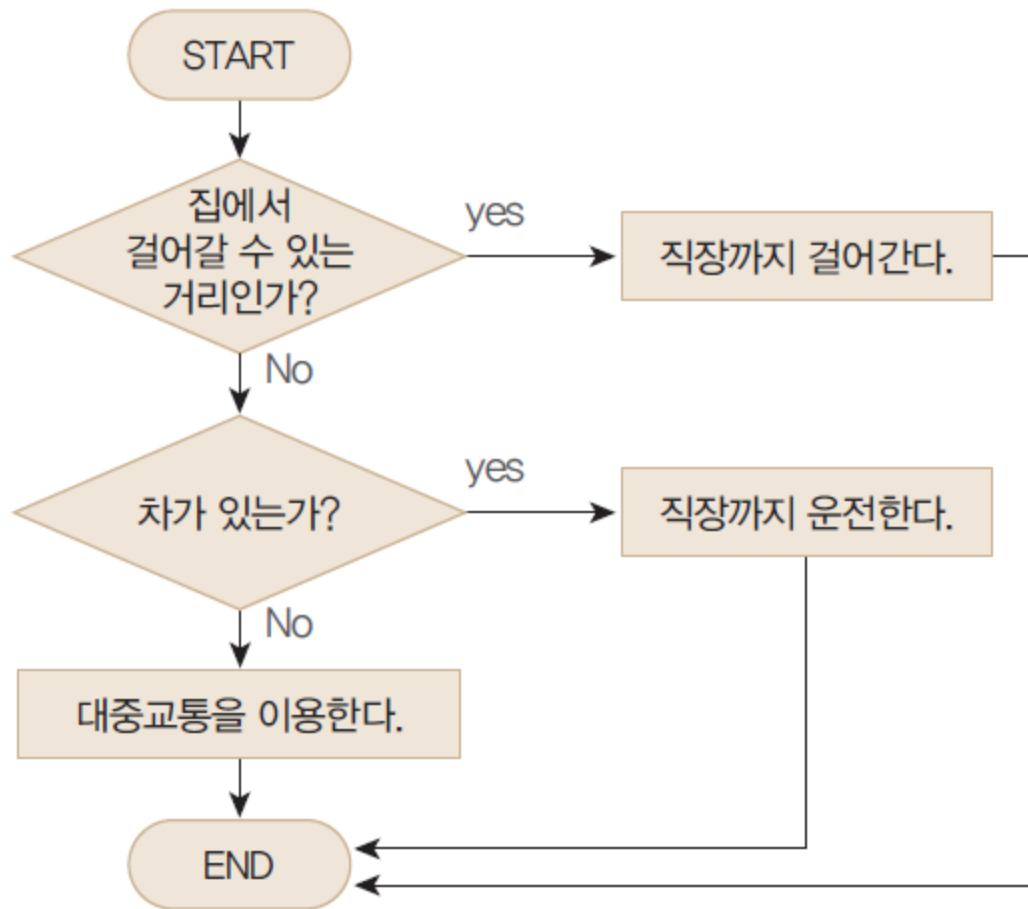 START
집에서
걸어갈 수 있는
거리인가?
yes
직장까지 걸어간다.
No
차가 있는가?
yes
직장까지 운전한다.
No
대중교통을 이용한다.
END